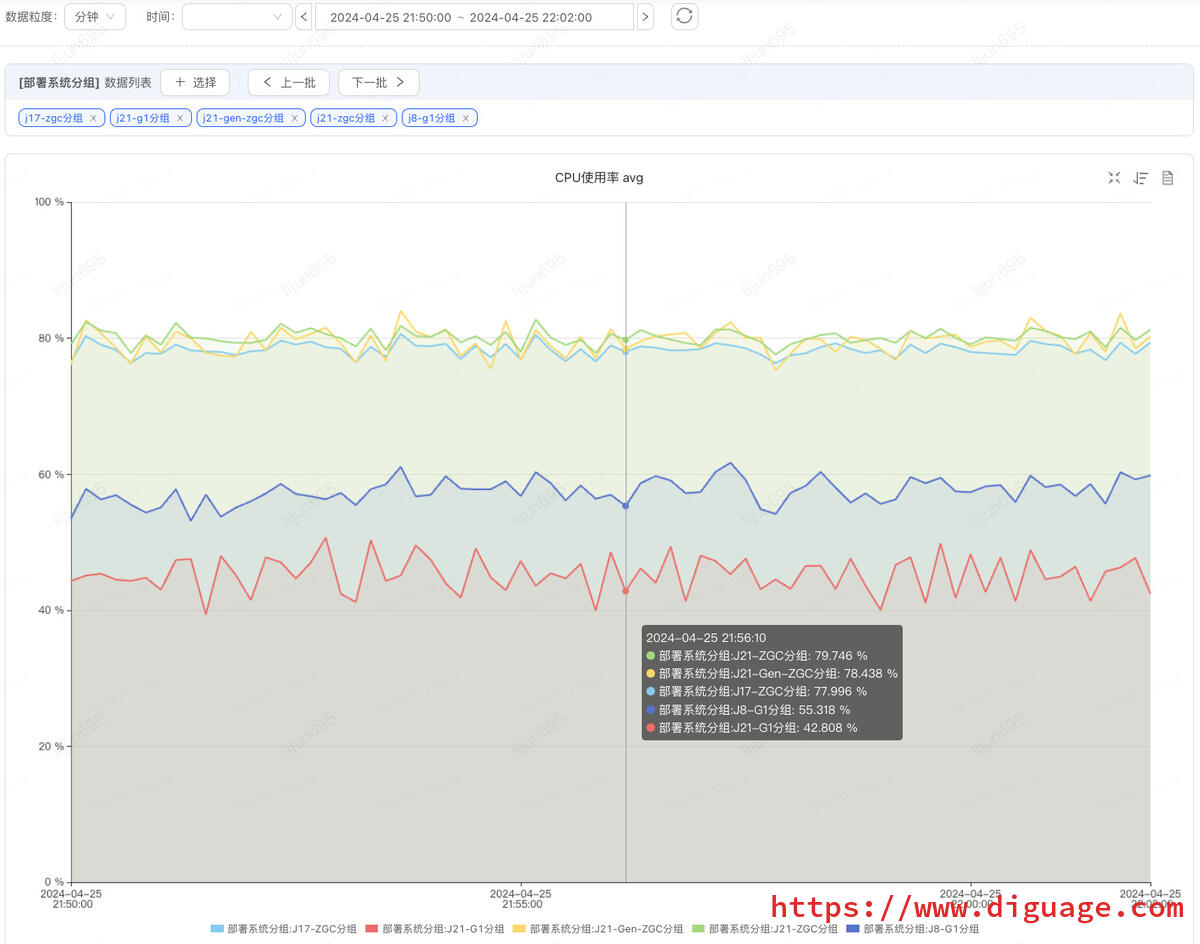 数据粒度: 分钟 时间: 2024-04-25 21:50:00 ~ 2024-04-25 22:02:00
[部署系统分组] 数据列表 + 选择 < 上一批 下一批 >
j17-zgc分组 × j21-g1分组 × j21-gen-zgc分组 × j21-zgc分组 × j8-g1分组 ×
CPU使用率 avg
100 %
80 %
60 %
40 %
20 %
0 %
2024-04-25 21:56:10
部署系统分组:J21-ZGC分组: 79.746 %
部署系统分组:J21-Gen-ZGC分组: 78.438 %
部署系统分组:J17-ZGC分组: 77.996 %
部署系统分组:J8-G1分组: 55.318 %
部署系统分组:J21-G1分组: 42.808 %
2024-04-25 2024-04-25 2024-04-25 2024-04-25
21:50:00 21:55:00 22:00:00 22:02:00
https://www.diguage.com
部署系统分组:J17-ZGC分组 部署系统分组:J21-G1分组 部署系统分组:J21-Gen-ZGC分组 部署系统分组:J21-ZGC分组 部署系统分组:J8-G1分组
lijun695